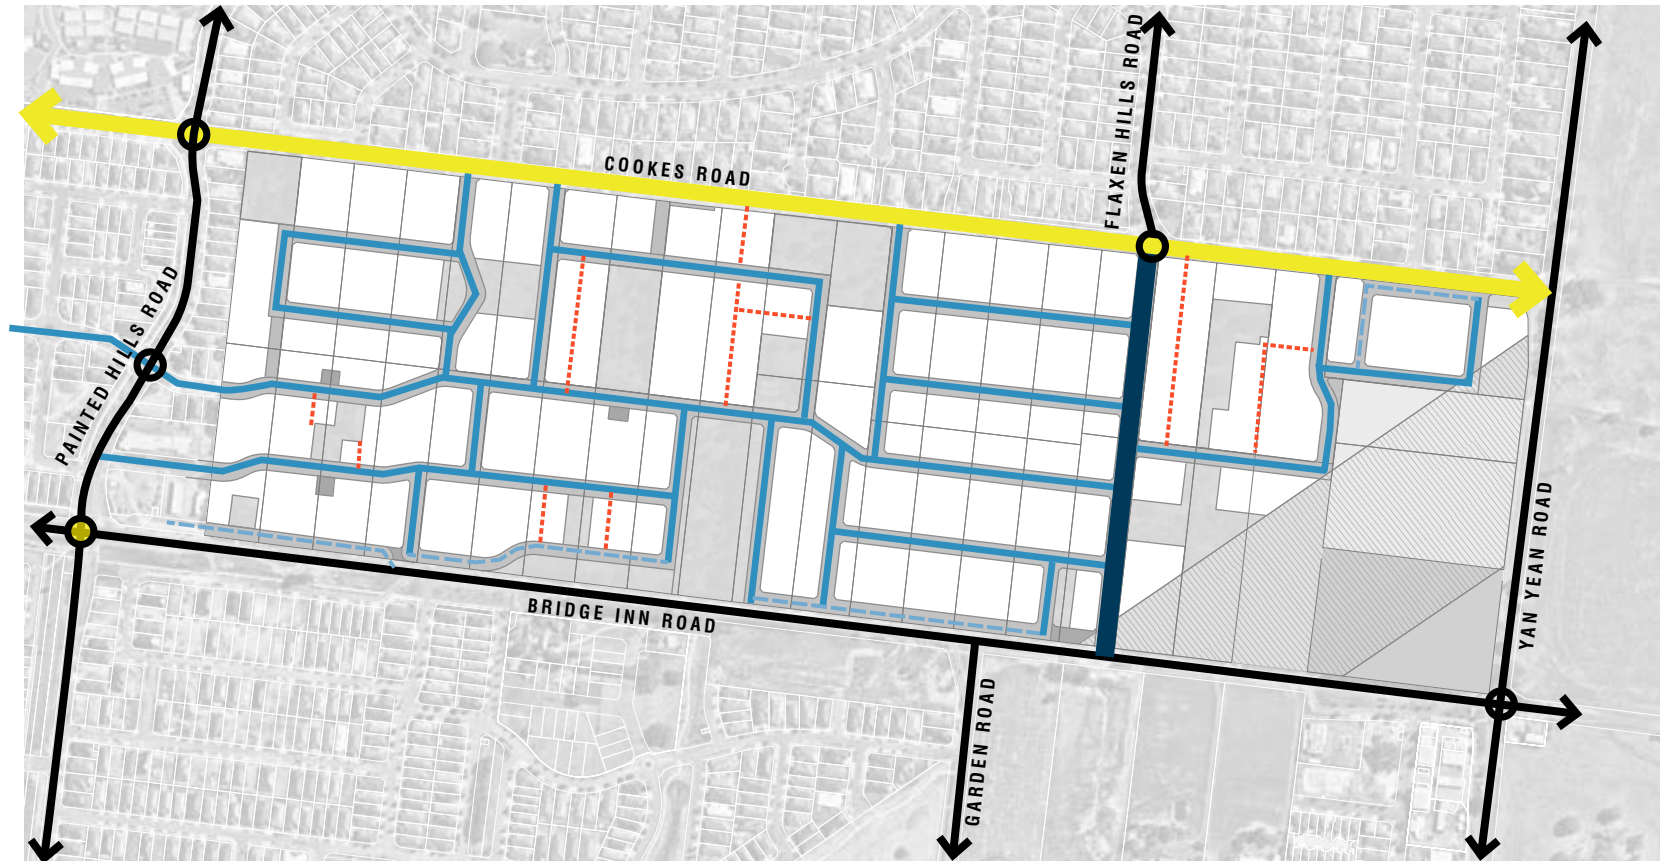 FLAXEN HILLS ROAD
COOKES ROAD
PAINTED HILLS ROAD
YAN YEAN ROAD
BRIDGE INN ROAD
GARDEN ROAD